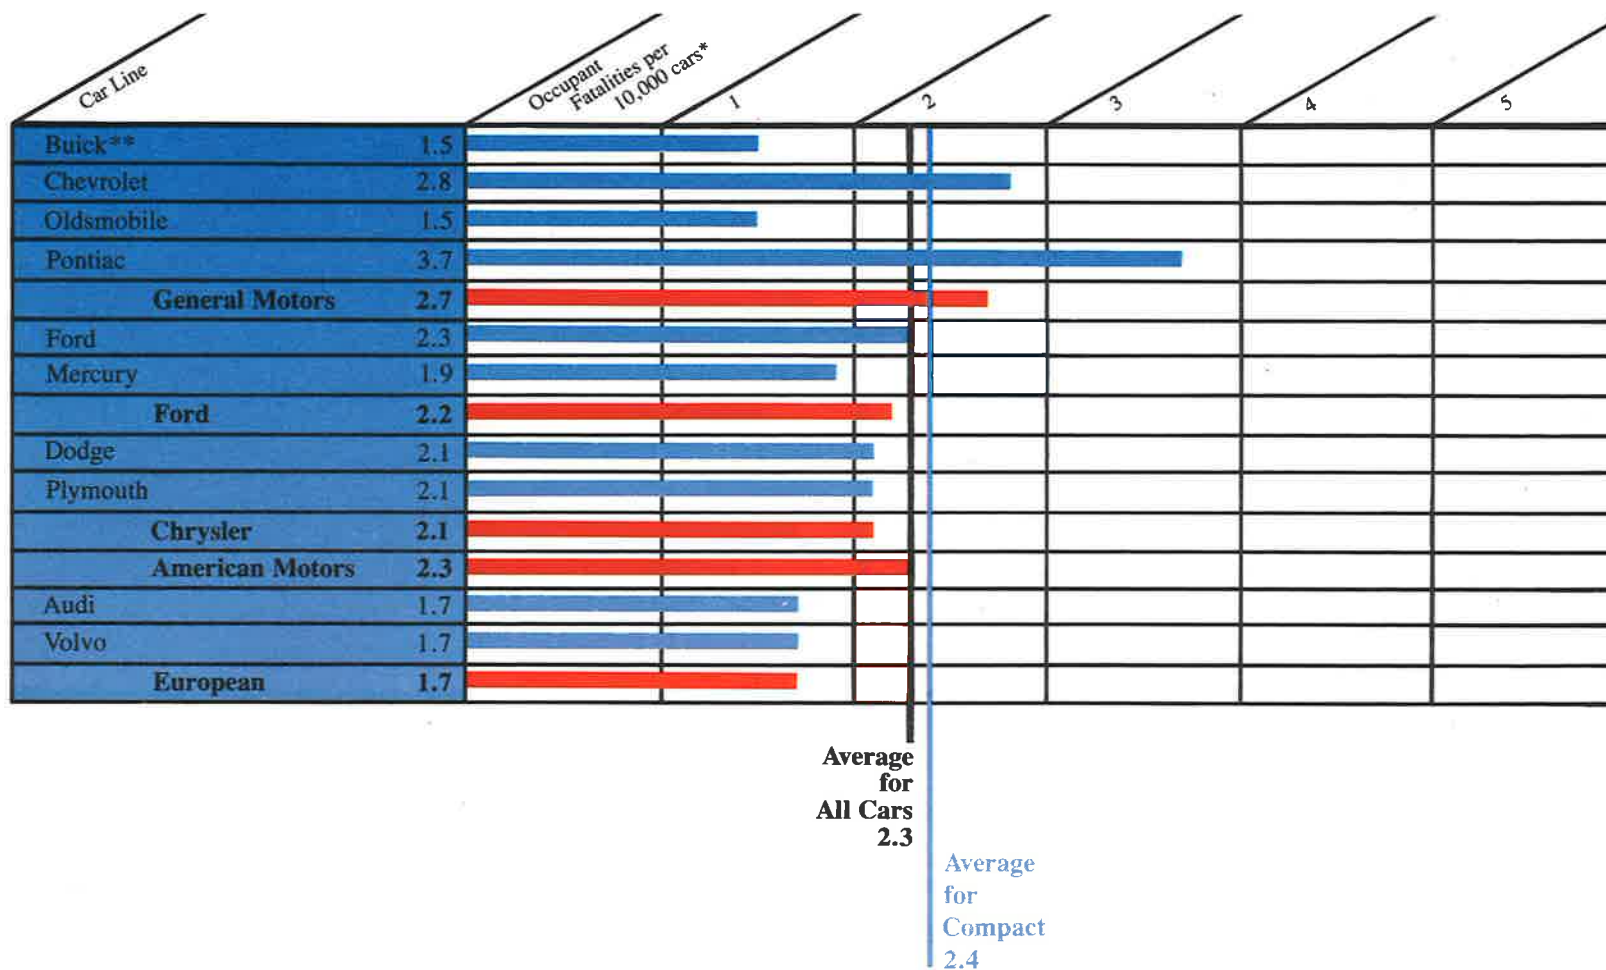 Car Line
Occupant
Fatalities per
10,000 cars*
1
2
3
4
5
Buick** 1.5
Chevrolet 2.8
Oldsmobile 1.5
Pontiac 3.7
General Motors 2.7
Ford 2.3
Mercury 1.9
Ford 2.2
Dodge 2.1
Plymouth 2.1
Chrysler 2.1
American Motors 2.3
Audi 1.7
Volvo 1.7
European 1.7
Average
for
All Cars
2.3
Average
for
Compact
2.4